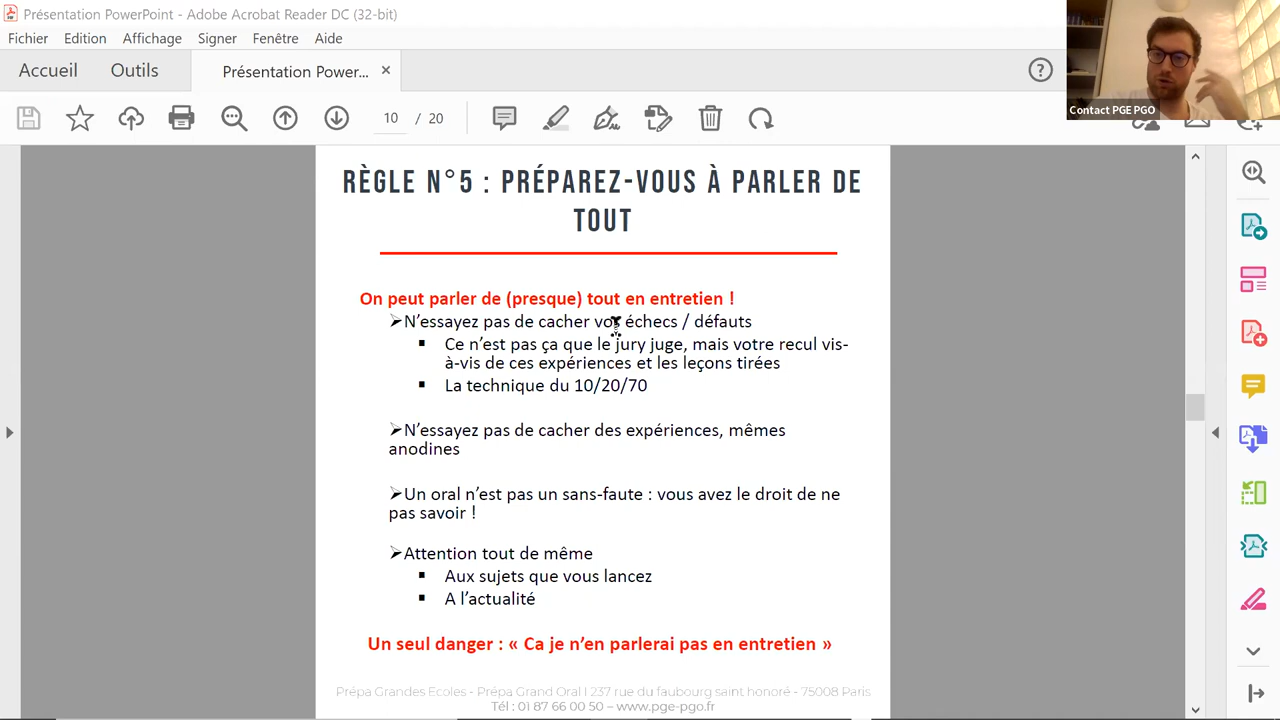 Présentation PowerPoint - Adobe Acrobat Reader DC (32-bit)
Fichier Edition Affichage Signer Fenêtre Aide
Accueil Outils Présentation Power... ×
10 / 20
Contact PGE PGO
RÈGLE N°5 : PRÉPAREZ-VOUS À PARLER DE
TOUT
On peut parler de (presque) tout en entretien !
➢N'essayez pas de cacher vos échecs / défauts
▪ Ce n'est pas ça que le jury juge, mais votre recul vis-
à-vis de ces expériences et les leçons tirées
▪ La technique du 10/20/70
➢N'essayez pas de cacher des expériences, mêmes
anodines
➢Un oral n'est pas un sans-faute : vous avez le droit de ne
pas savoir !
➢Attention tout de même
▪ Aux sujets que vous lancez
▪ A l'actualité
Un seul danger : « Ca je n'en parlerai pas en entretien »
Prépa Grandes Ecoles - Prépa Grand Oral I 237 rue du faubourg saint honoré - 75008 Paris
Tél : 01 87 66 00 50 – www.pge-pgo.fr